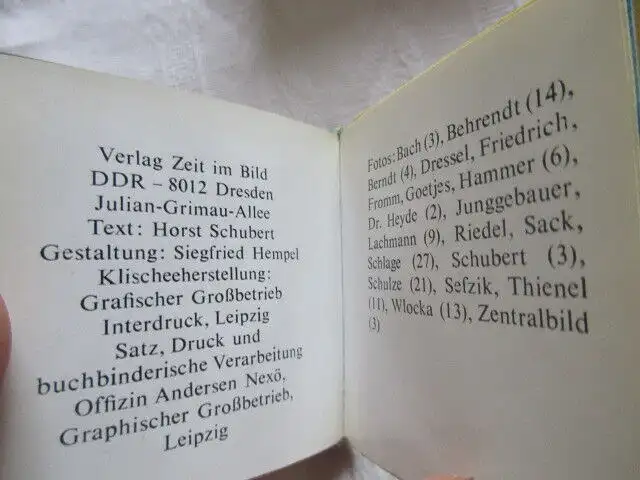 Verlag Zeit im Bild
DDR – 8012 Dresden
Julian-Grimau-Allee
Text: Horst Schubert
Gestaltung: Siegfried Hempel
Klischeeherstellung:
Grafischer Großbetrieb
Interdruck, Leipzig
Satz, Druck und
buchbinderische Verarbeitung
Offizin Andersen Nexö,
Graphischer Großbetrieb,
Leipzig
Fotos: Bach (3), Behrendt (14),
Berndt (4), Dressel, Friedrich,
Fromm, Goetjes, Hammer (6),
Dr. Heyde (2), Junggebauer,
Lachmann (9), Riedel, Sack,
Schlage (27), Schubert (3),
Schulze (21), Sefzik, Thienel
(11), Wlocka (13), Zentralbild
(3)